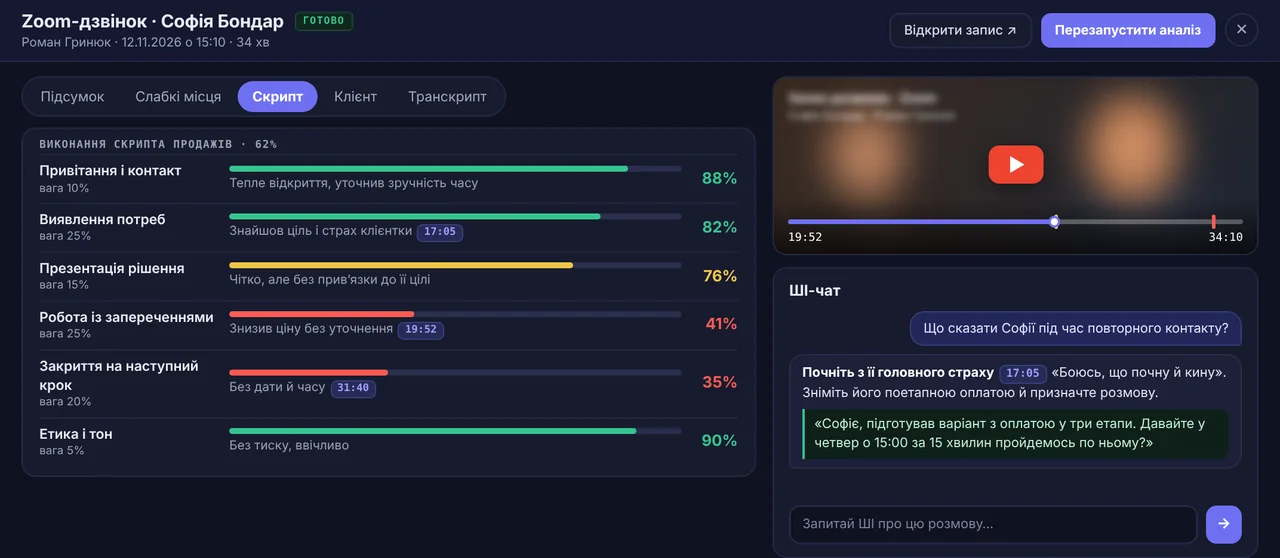 Zoom-дзвінок · Софія Бондар ГОТОВО
Роман Гринюк · 12.11.2026 о 15:10 · 34 хв
Відкрити запис ↗
Перезапустити аналіз
✕
Підсумок
Слабкі місця
Скрипт
Клієнт
Транскрипт
ВИКОНАННЯ СКРИПТА ПРОДАЖІВ · 62%
Привітання і контакт
вага 10%
Тепле відкриття, уточнив зручність часу
88%
Виявлення потреб
вага 25%
Знайшов ціль і страх клієнтки 17:05
82%
Презентація рішення
вага 15%
Чітко, але без прив’язки до її цілі
76%
Робота із запереченнями
вага 25%
Знизив ціну без уточнення 19:52
41%
Закриття на наступний
крок
вага 20%
Без дати й часу 31:40
35%
Етика і тон
вага 5%
Без тиску, ввічливо
90%
19:52
34:10
ШІ-чат
Що сказати Софії під час повторного контакту?
Почніть з її головного страху 17:05 «Боюсь, що почну й кину».
Зніміть його поетапною оплатою й призначте розмову.
«Софіє, підготував варіант з оплатою у три етапи. Давайте у
четвер о 15:00 за 15 хвилин пройдемось по ньому?»
Запитай ШІ про цю розмову...
→